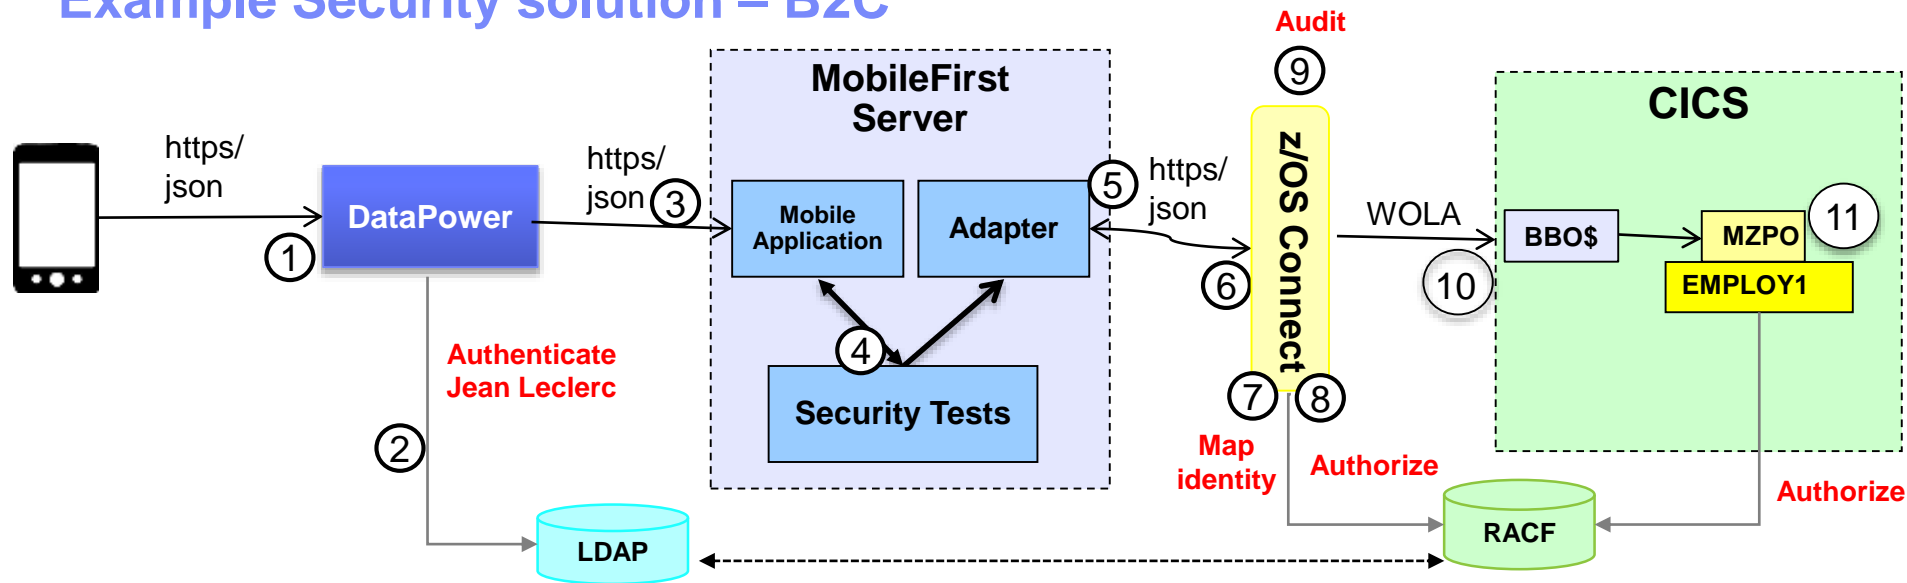 Example Security solution – B2C
Audit
9
MobileFirst
Server
CICS
https/
json
https/
json
3
DataPower
1
Mobile
Application
Adapter
5
https/
json
6
z/OS Connect
WOLA
10
BBO$
MZPO
11
EMPLOY1
4
Security Tests
Authenticate
Jean Leclerc
2
7
8
Map
identity
Authorize
Authorize
LDAP
RACF